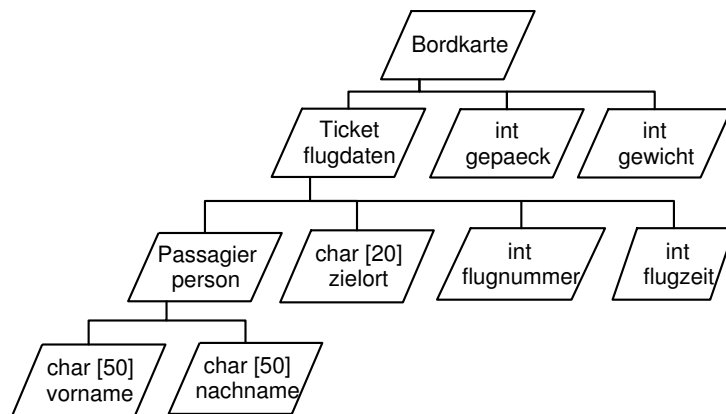 Bordkarte
Ticket
flugdaten
int
gepaeck
int
gewicht
Passagier
person
char [20]
zielort
int
flugnummer
int
flugzeit
char [50]
vorname
char [50]
nachname